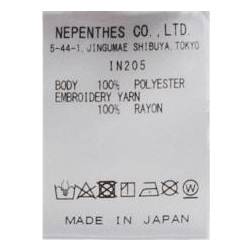 NEPENTHES CO.,LTD.
5-44-1, JINGUMAE SHIBUYA, TOKYO
IN205
BODY 100% POLYESTER
EMBROIDERY YARN
100% RAYON
MADE IN JAPAN